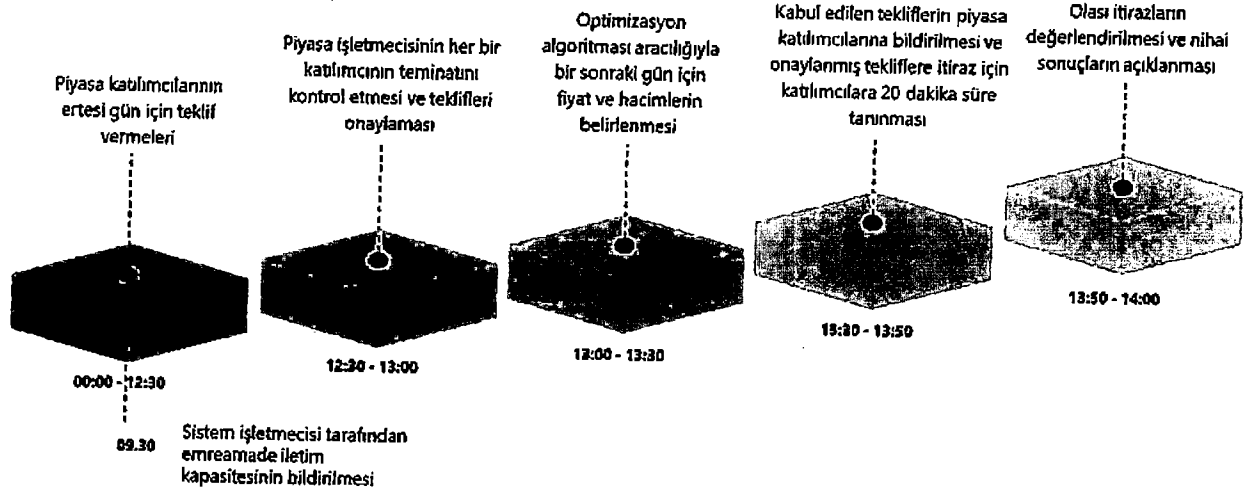 Piyasa katılımcılarının
ertesi gün için teklif
vermeleri
00:00 - 12:30
09.30
Sistem işletmecisi tarafından
emreamade iletim
kapasitesinin bildirilmesi
Piyasa işletmecisinin her bir
katılımcının teminatını
kontrol etmesi ve teklifleri
onaylaması
12:30 - 13:00
Optimizasyon
algoritması aracılığıyla
bir sonraki gün için
fiyat ve hacimlerin
belirlenmesi
13:00 - 13:30
Kabul edilen tekliflerin piyasa
katılımcılarına bildirilmesi ve
onaylanmış tekliflere itiraz için
katılımcılara 20 dakika süre
tanınması
13:30 - 13:50
Olası itirazların
değerlendirilmesi ve nihai
sonuçların açıklanması
13:50 - 14:00